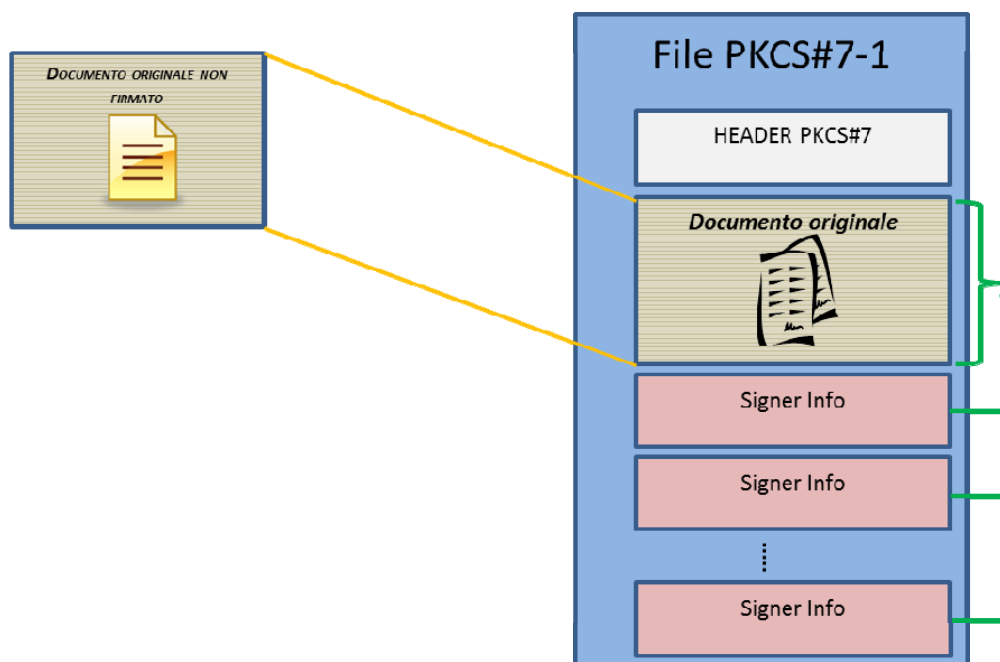 DOCUMENTO ORIGINALE NON
FIRMATO
File PKCS#7-1
HEADER PKCS#7
Documento originale
Signer Info
Signer Info
Signer Info